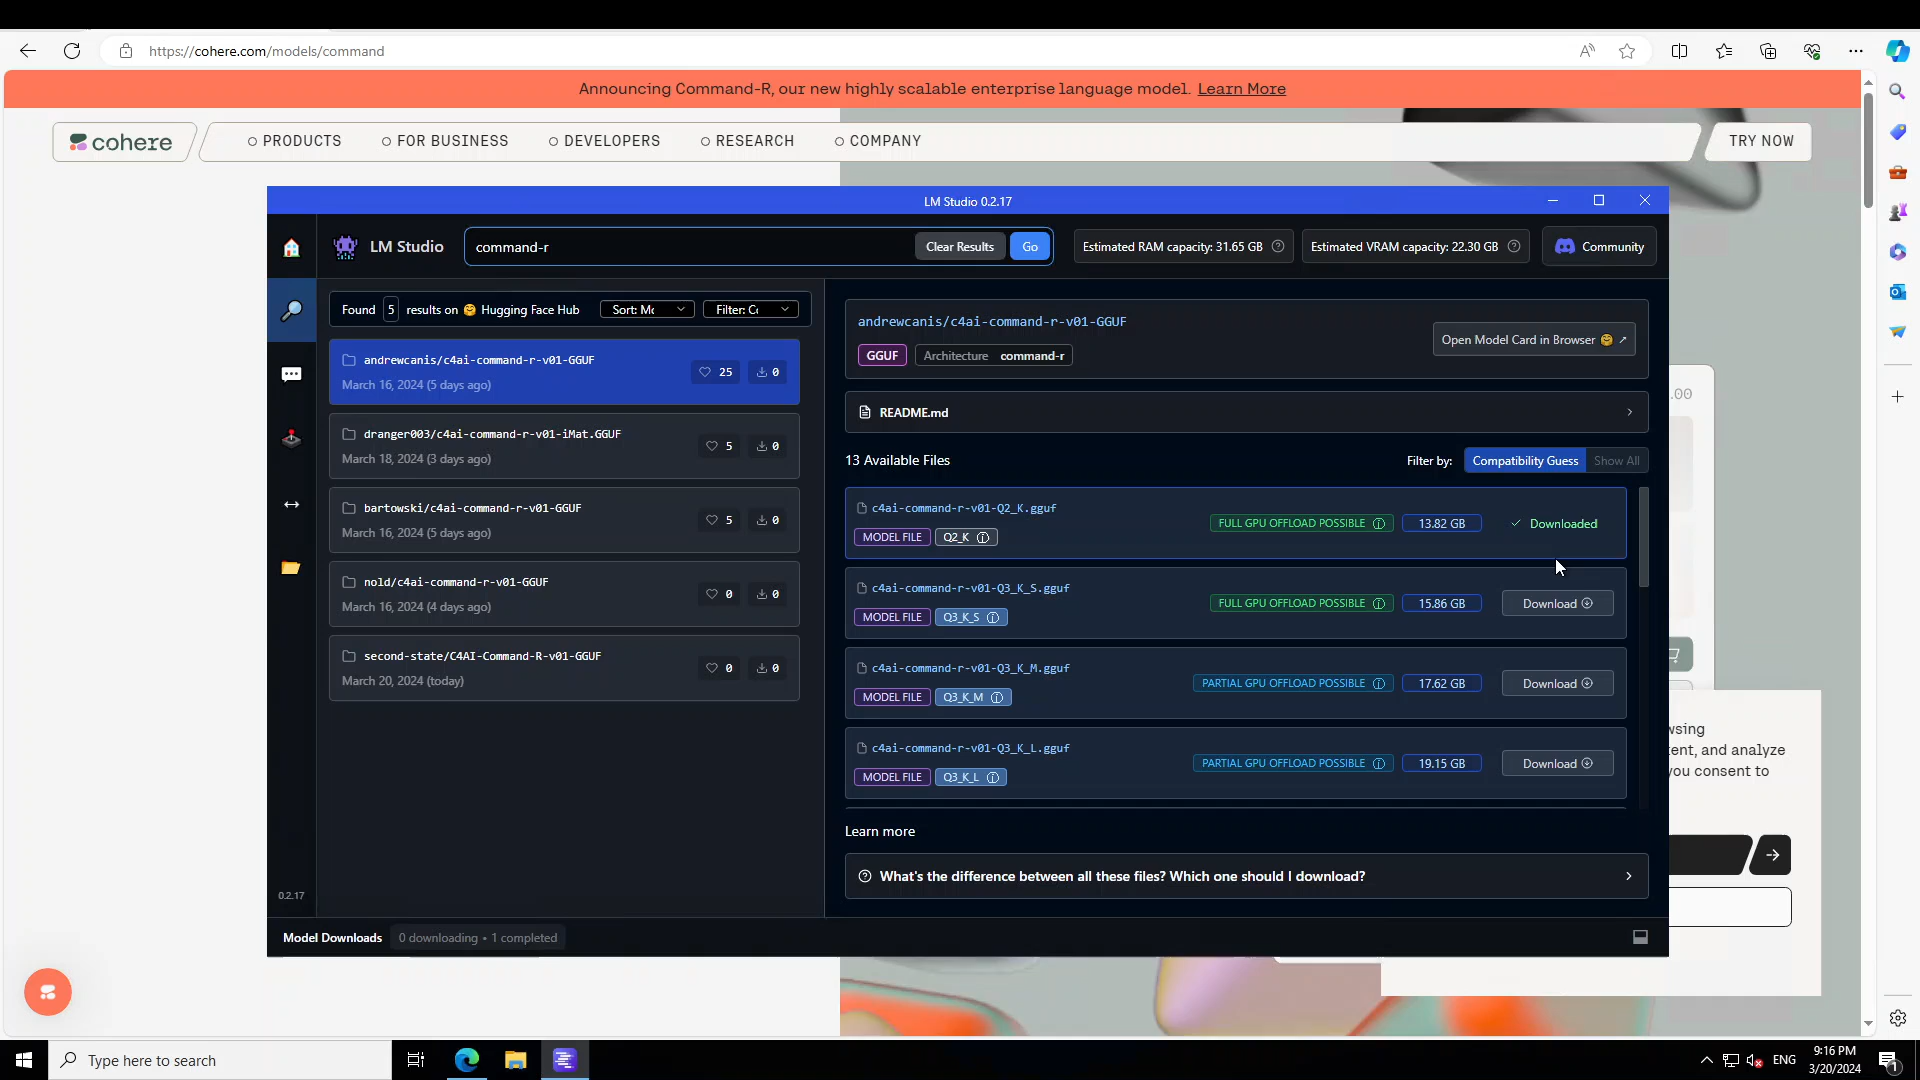 https://cohere.com/models/command
Announcing Command-R, our new highly scalable enterprise language model. Learn More
cohere
PRODUCTS
FOR BUSINESS
DEVELOPERS
RESEARCH
COMPANY
TRY NOW
LM Studio 0.2.17
LM Studio
command-r
Clear Results
Go
Estimated RAM capacity: 31.65 GB
Estimated VRAM capacity: 22.30 GB
Community
Found 5 results on 🤗 Hugging Face Hub
Sort: Mc
Filter: Cc
andrewcanis/c4ai-command-r-v01-GGUF
March 16, 2024 (5 days ago)
25
0
dranger003/c4ai-command-r-v01-iMat.GGUF
March 18, 2024 (3 days ago)
5
0
bartowski/c4ai-command-r-v01-GGUF
March 16, 2024 (5 days ago)
5
0
nold/c4ai-command-r-v01-GGUF
March 16, 2024 (4 days ago)
0
0
second-state/C4AI-Command-R-v01-GGUF
March 20, 2024 (today)
0
0
andrewcanis/c4ai-command-r-v01-GGUF
GGUF
Architecture command-r
Open Model Card in Browser 🤗 ↗
README.md
13 Available Files
Filter by:
Compatibility Guess
Show All
c4ai-command-r-v01-Q2_K.gguf
MODEL FILE
Q2_K
FULL GPU OFFLOAD POSSIBLE
13.82 GB
Downloaded
c4ai-command-r-v01-Q3_K_S.gguf
MODEL FILE
Q3_K_S
FULL GPU OFFLOAD POSSIBLE
15.86 GB
Download
c4ai-command-r-v01-Q3_K_M.gguf
MODEL FILE
Q3_K_M
PARTIAL GPU OFFLOAD POSSIBLE
17.62 GB
Download
c4ai-command-r-v01-Q3_K_L.gguf
MODEL FILE
Q3_K_L
PARTIAL GPU OFFLOAD POSSIBLE
19.15 GB
Download
Learn more
What's the difference between all these files? Which one should I download?
0.2.17
Model Downloads
0 downloading • 1 completed
.00
ent, and analyze
you consent to
Type here to search
ENG
9:16 PM
3/20/2024
1